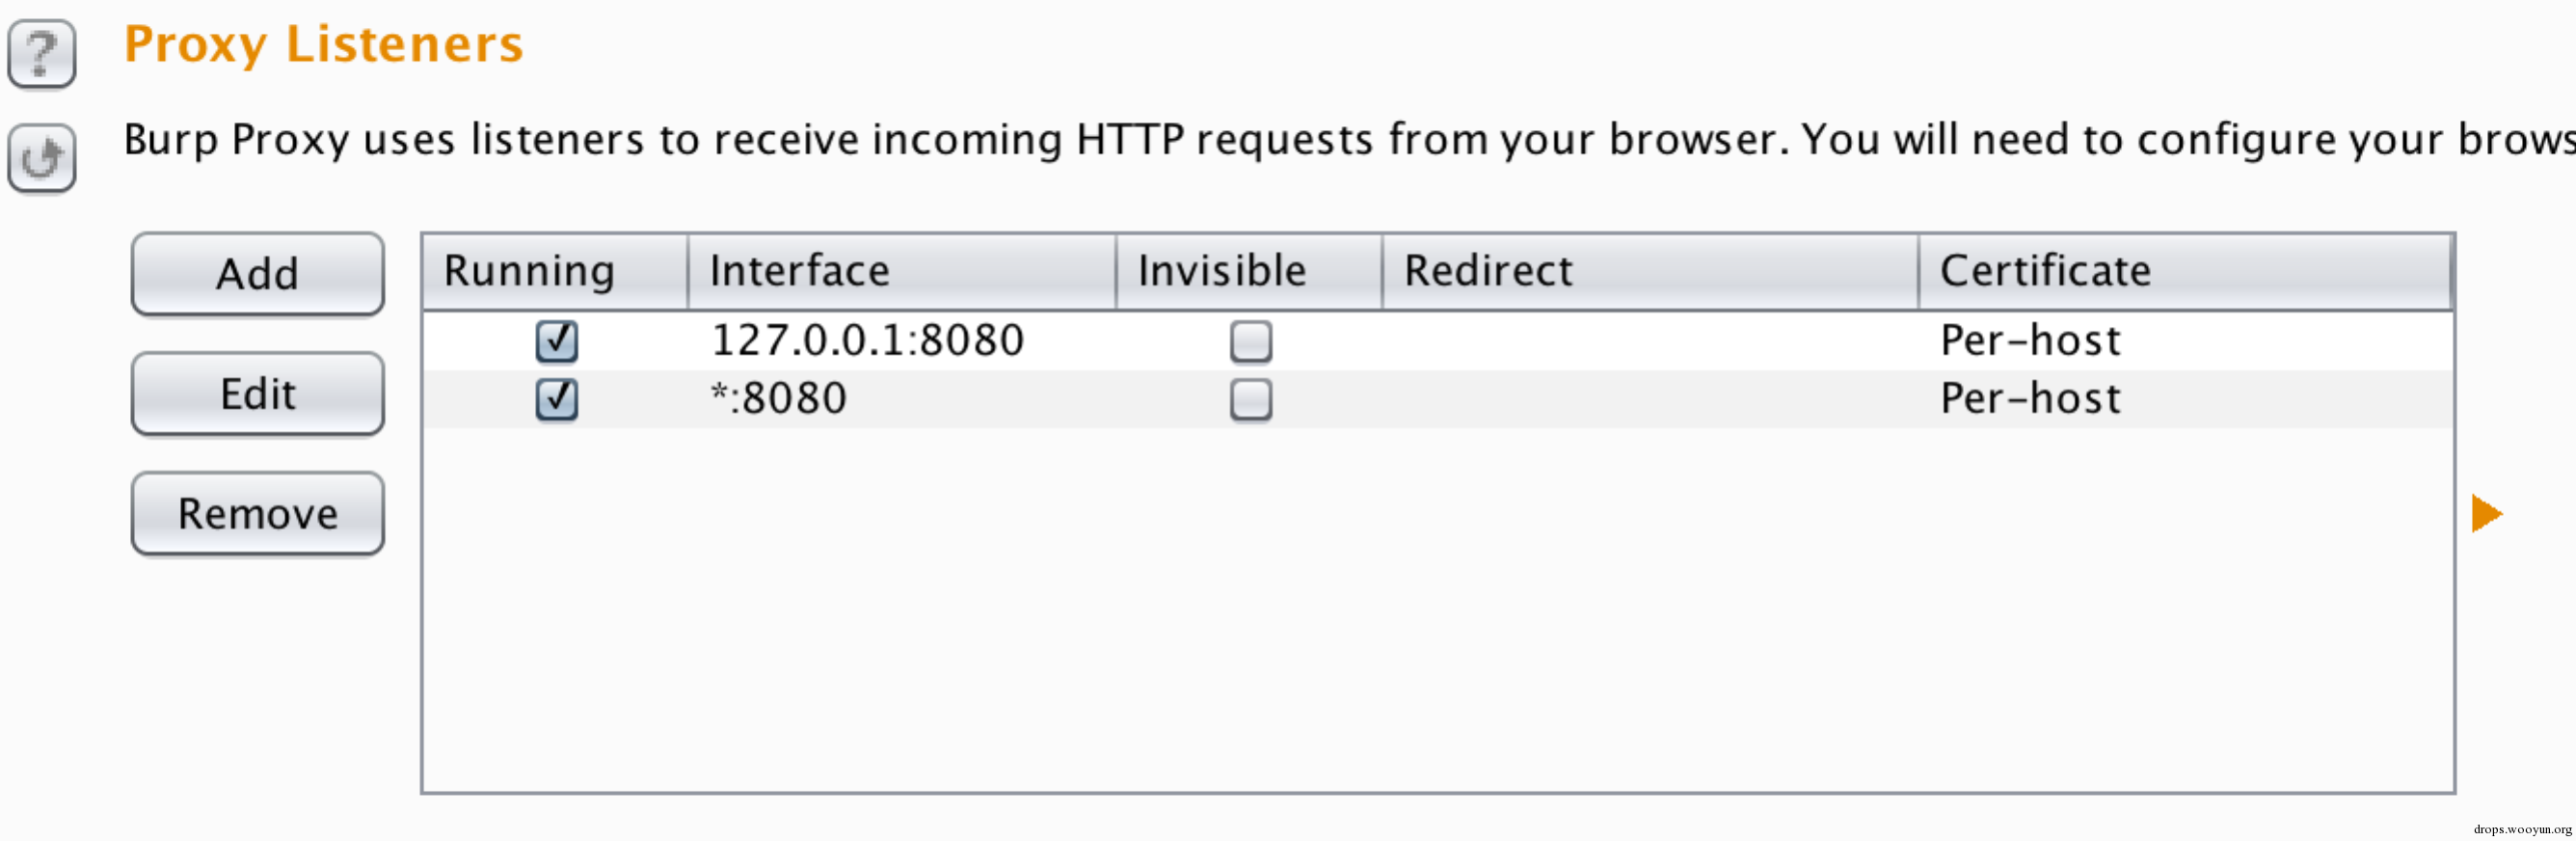 ? Proxy Listeners
Burp Proxy uses listeners to receive incoming HTTP requests from your browser. You will need to configure your brows
Add
Edit
Remove
Running Interface Invisible Redirect Certificate
127.0.0.1:8080 Per-host
*:8080 Per-host
drops.wooyun.org